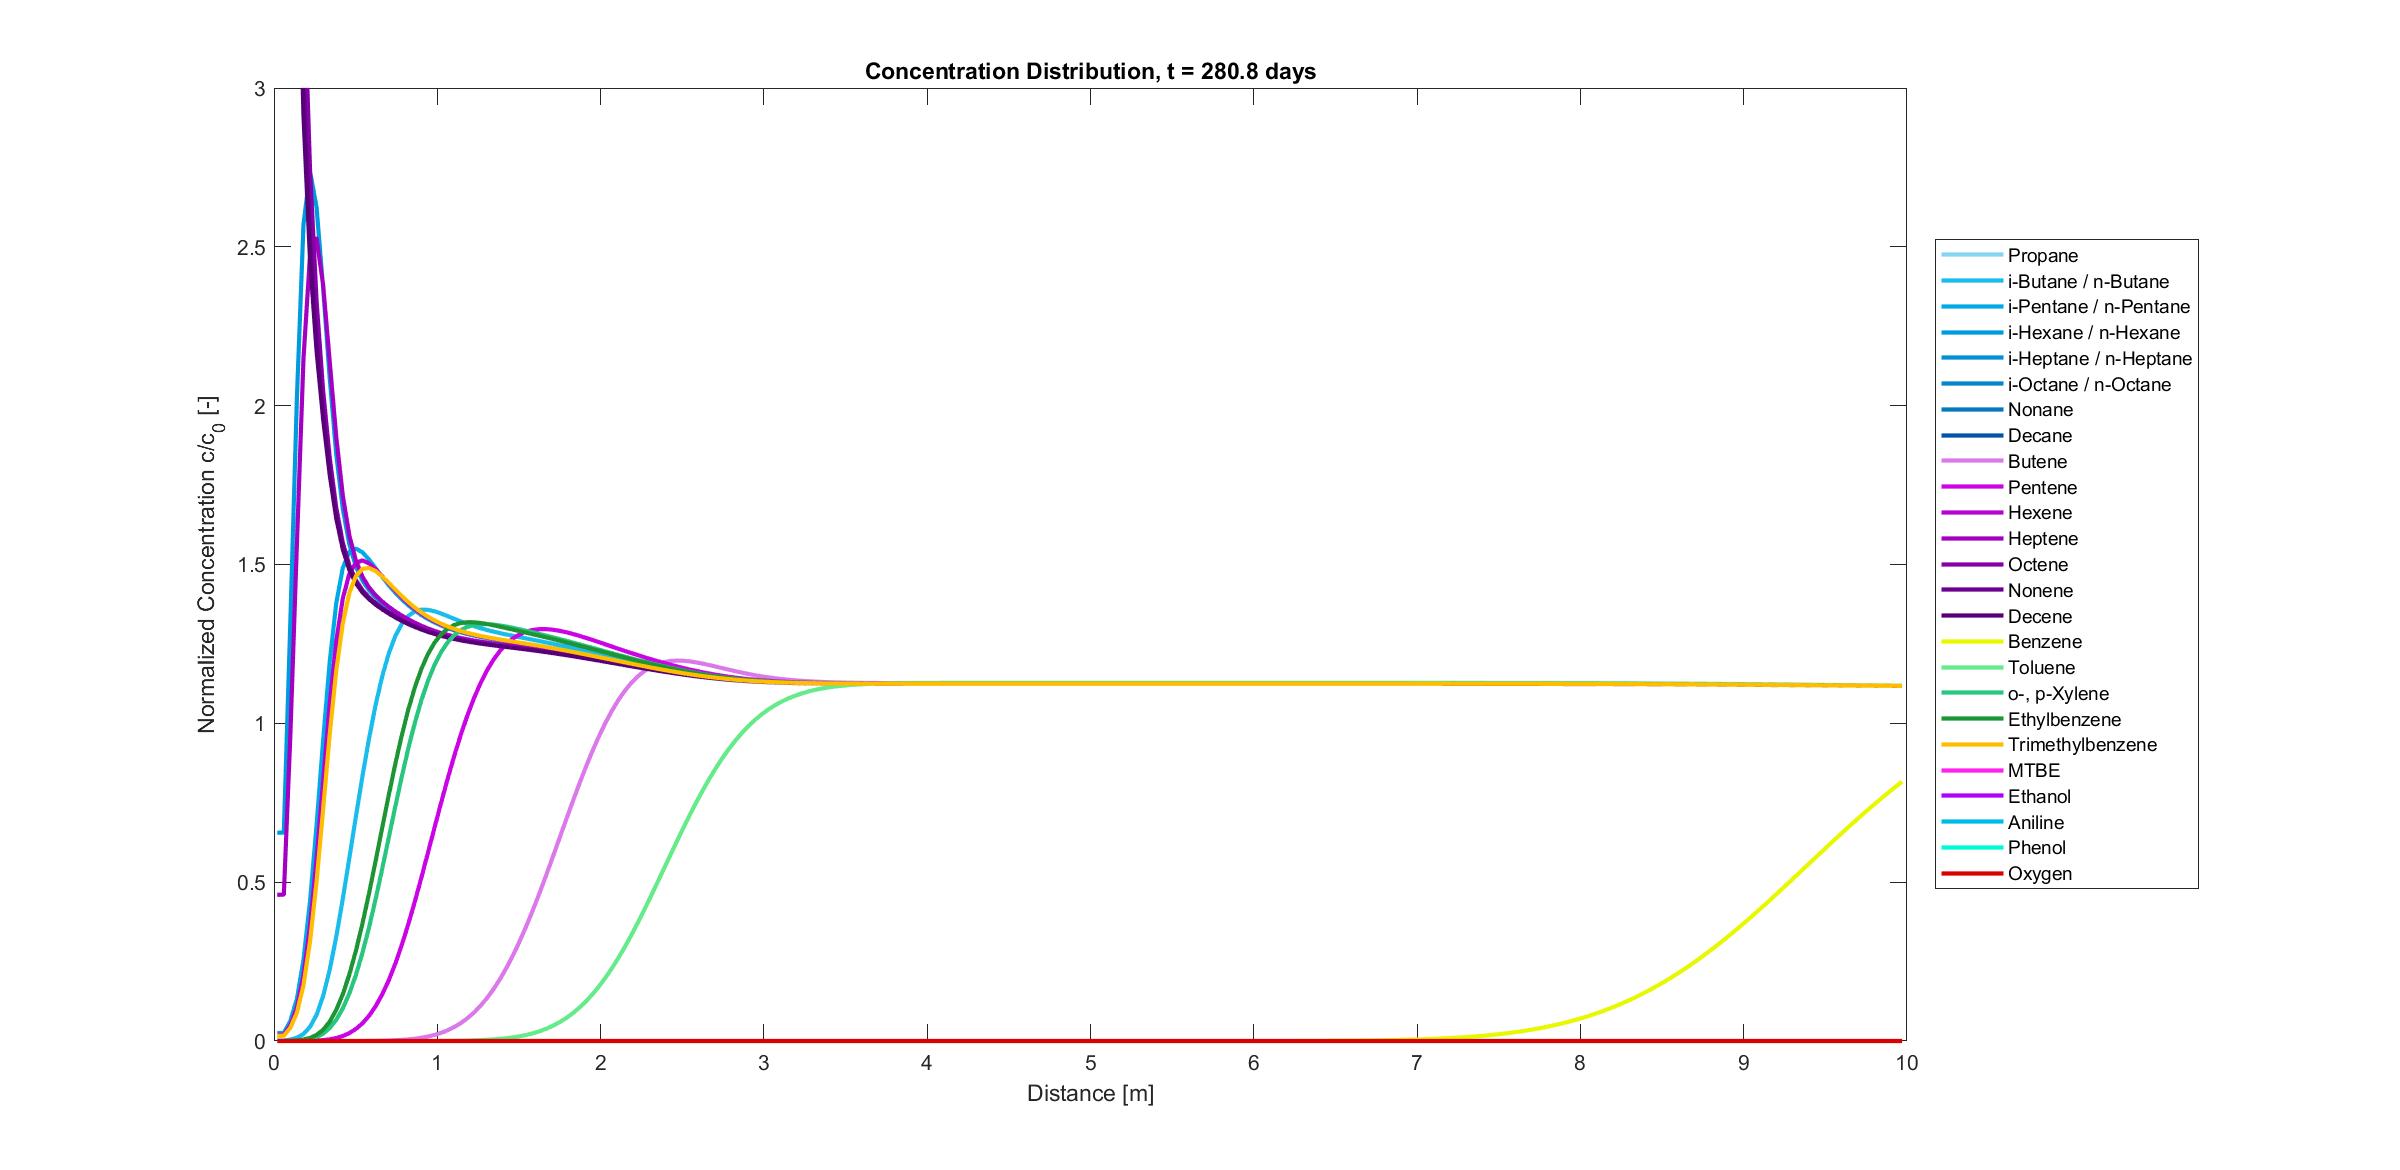 Concentration Distribution, t = 280.8 days
3
2.5
2
1.5
1
0.5
0
Normalized Concentration c/c0 [-]
0 1 2 3 4 5 6 7 8 9 10
Distance [m]
Propane
i-Butane / n-Butane
i-Pentane / n-Pentane
i-Hexane / n-Hexane
i-Heptane / n-Heptane
i-Octane / n-Octane
Nonane
Decane
Butene
Pentene
Hexene
Heptene
Octene
Nonene
Decene
Benzene
Toluene
o-, p-Xylene
Ethylbenzene
Trimethylbenzene
MTBE
Ethanol
Aniline
Phenol
Oxygen